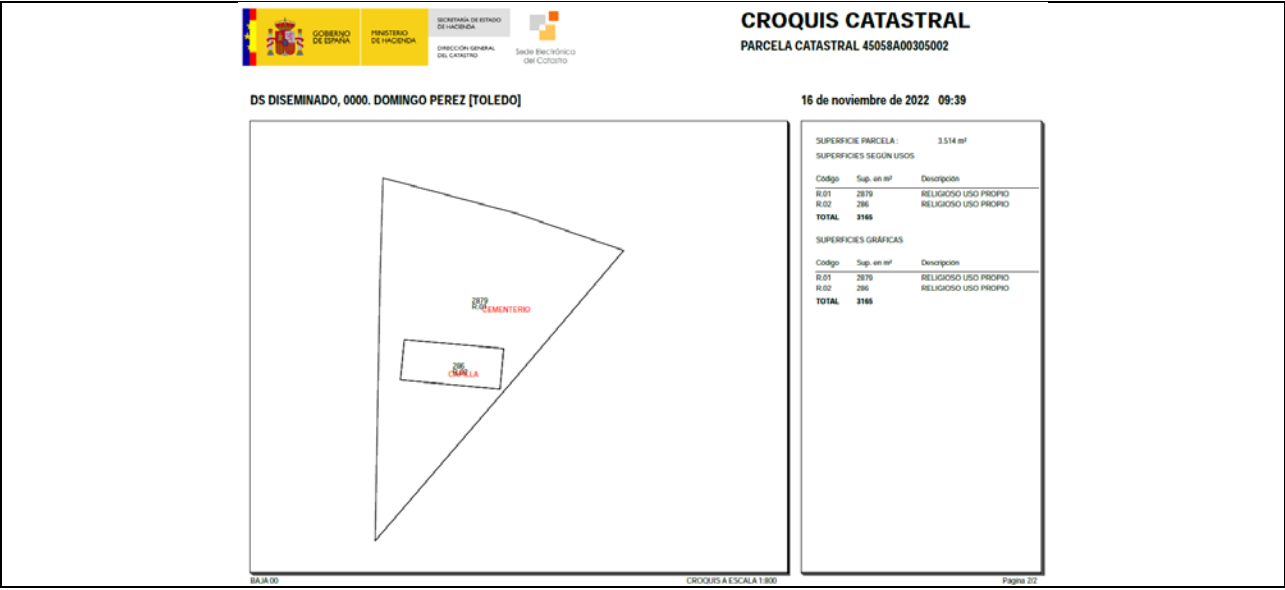 GOBIERNO
DE ESPAÑA
MINISTERIO
DE HACIENDA
SECRETARÍA DE ESTADO
DE HACIENDA
DIRECCIÓN GENERAL
DEL CATASTRO
Sede Electrónica
del Catastro
CROQUIS CATASTRAL
PARCELA CATASTRAL 45058A00305002
DS DISEMINADO, 0000. DOMINGO PEREZ [TOLEDO]
16 de noviembre de 2022 09:39
2879
R.01
CEMENTERIO
286
CAPILLA
SUPERFICIE PARCELA : 3.514 m²
SUPERFICIES SEGÚN USOS
Código Sup. en m² Descripción
R.01 2879 RELIGIOSO USO PROPIO
R.02 286 RELIGIOSO USO PROPIO
TOTAL 3165
SUPERFICIES GRÁFICAS
Código Sup. en m² Descripción
R.01 2879 RELIGIOSO USO PROPIO
R.02 286 RELIGIOSO USO PROPIO
TOTAL 3165
BAJA 00
CROQUIS A ESCALA 1:800
Página 2/2